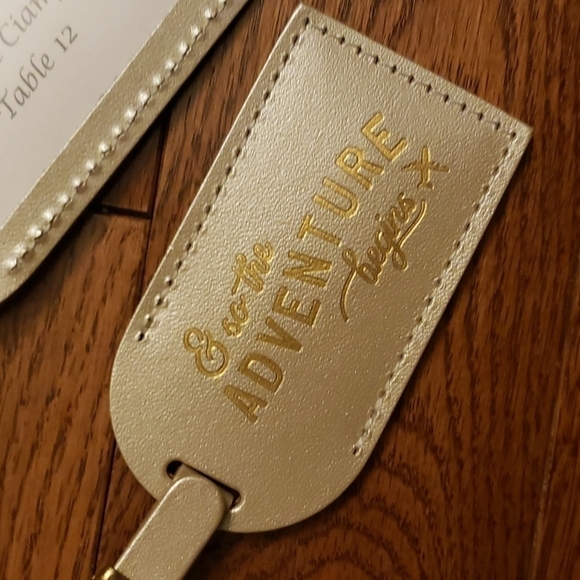 Table 12
& so the
ADVENTURE
begins